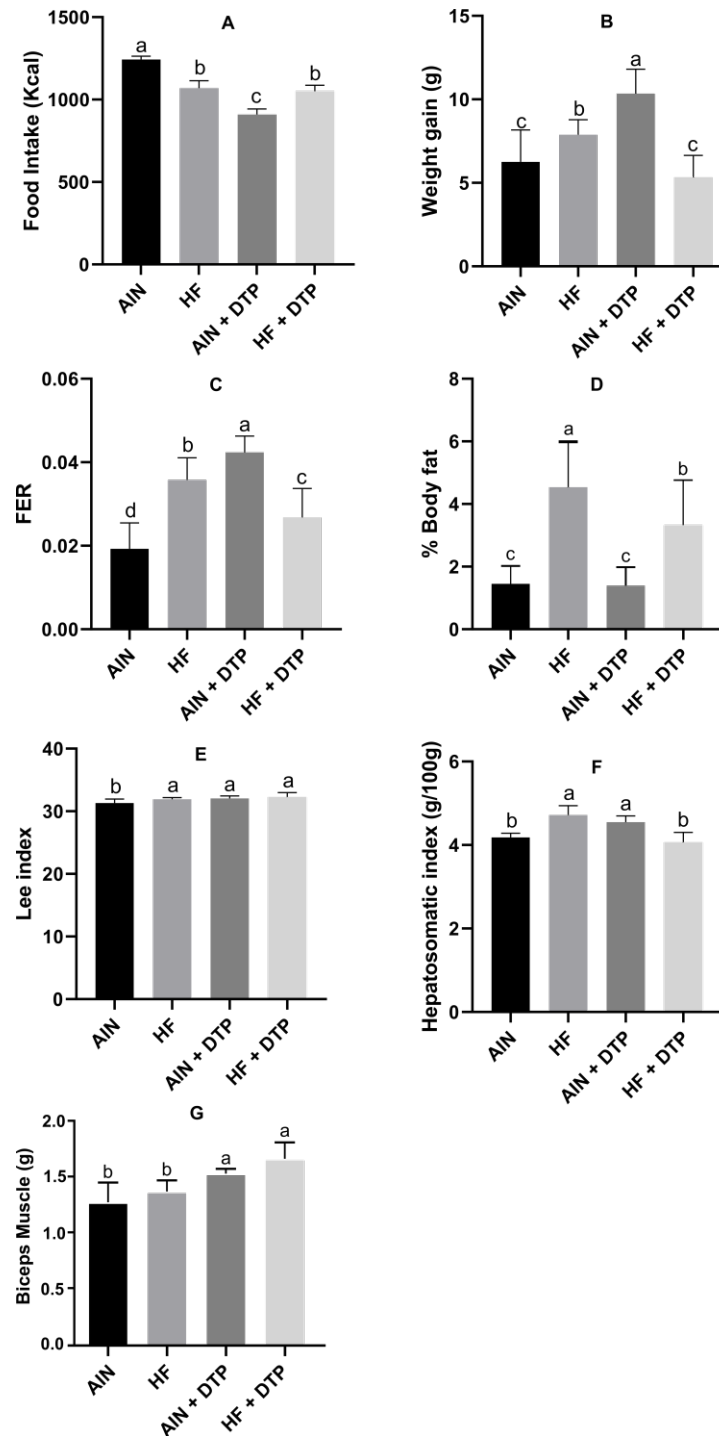 A
Food Intake (Kcal)
1500
1000
500
0
a
b
c
b
AIN
HF
AIN + DTP
HF + DTP
B
Weight gain (g)
15
10
5
0
c
b
a
c
AIN
HF
AIN + DTP
HF + DTP
C
FER
0.06
0.04
0.02
0.00
d
b
a
c
AIN
HF
AIN + DTP
HF + DTP
D
% Body fat
8
6
4
2
0
c
a
c
b
AIN
HF
AIN + DTP
HF + DTP
E
Lee index
40
30
20
10
0
b
a
a
a
AIN
HF
AIN + DTP
HF + DTP
F
Hepatosomatic index (g/100g)
6
4
2
0
b
a
a
b
AIN
HF
AIN + DTP
HF + DTP
G
Biceps Muscle (g)
2.0
1.5
1.0
0.5
0.0
b
b
a
a
AIN
HF
AIN + DTP
HF + DTP